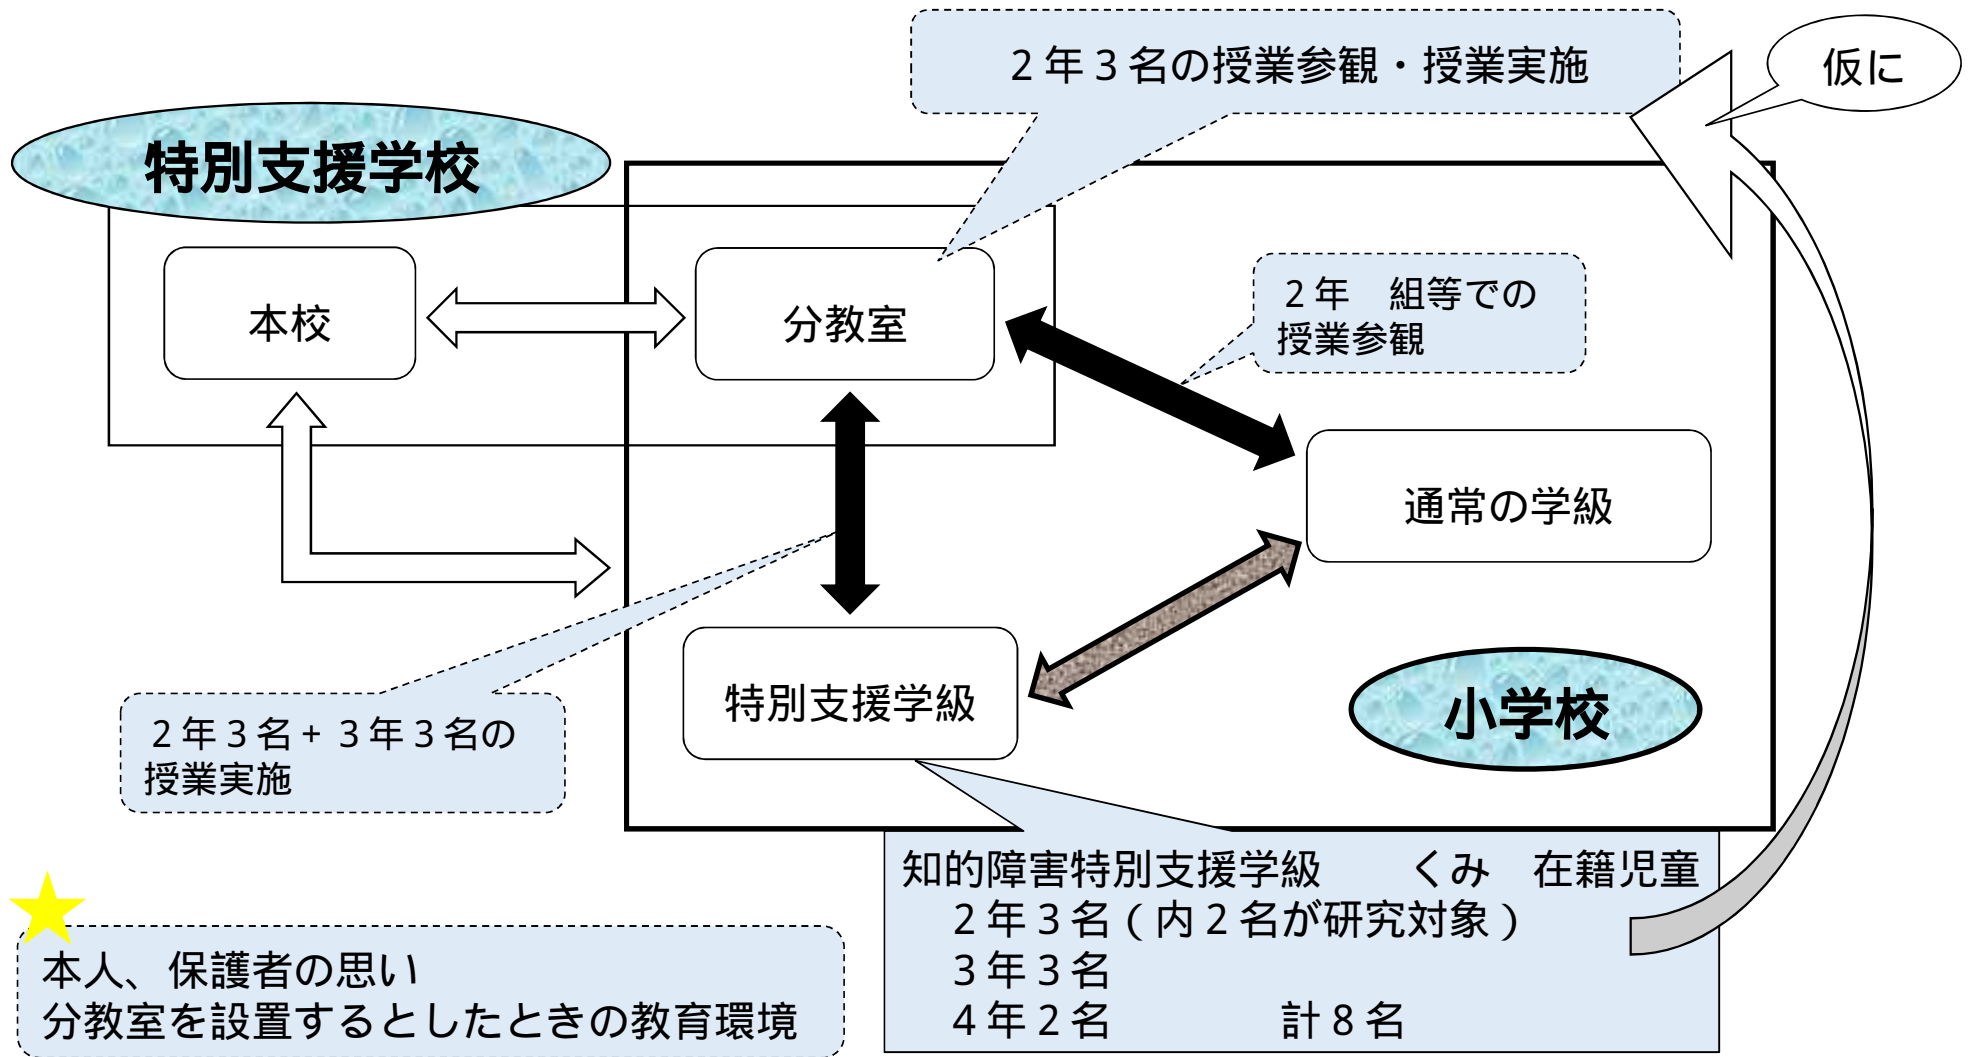 2年3名の授業参観・授業実施
仮に
特別支援学校
本校
分教室
2年　組等での
授業参観
通常の学級
特別支援学級
小学校
2年3名+ 3年3名の
授業実施
知的障害特別支援学級　　くみ　在籍児童
2年3名(内2名が研究対象)
3年3名
4年2名　　　　計8名
本人、保護者の思い
分教室を設置するとしたときの教育環境